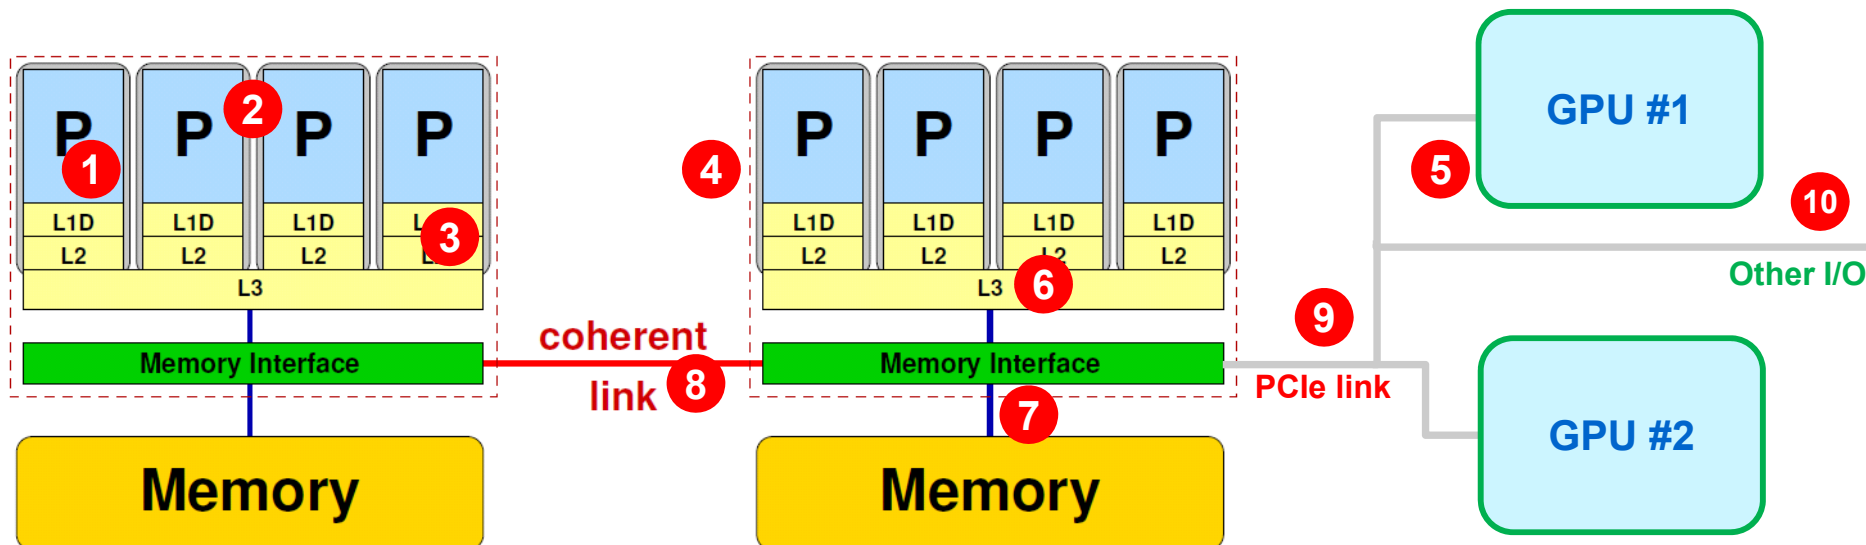 P P P P
1
2
L1D L1D L1D L
3
L2 L2 L2 L
L3
Memory Interface
Memory
coherent
link
8
4
P P P P
L1D L1D L1D L1D
L2 L2 L2 L2
L3
6
Memory Interface
7
Memory
9
PCIe link
5
GPU #1
10
Other I/O
GPU #2